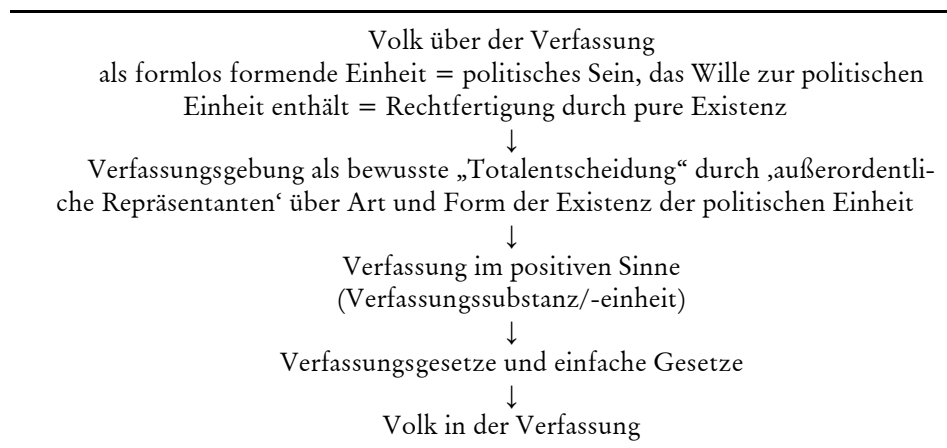 Volk über der Verfassung
als formlos formende Einheit = politisches Sein, das Wille zur politischen
Einheit enthält = Rechtfertigung durch pure Existenz
↓
Verfassungsgebung als bewusste „Totalentscheidung“ durch ‚außerordentli-
che Repräsentanten‘ über Art und Form der Existenz der politischen Einheit
↓
Verfassung im positiven Sinne
(Verfassungssubstanz/-einheit)
↓
Verfassungsgesetze und einfache Gesetze
↓
Volk in der Verfassung